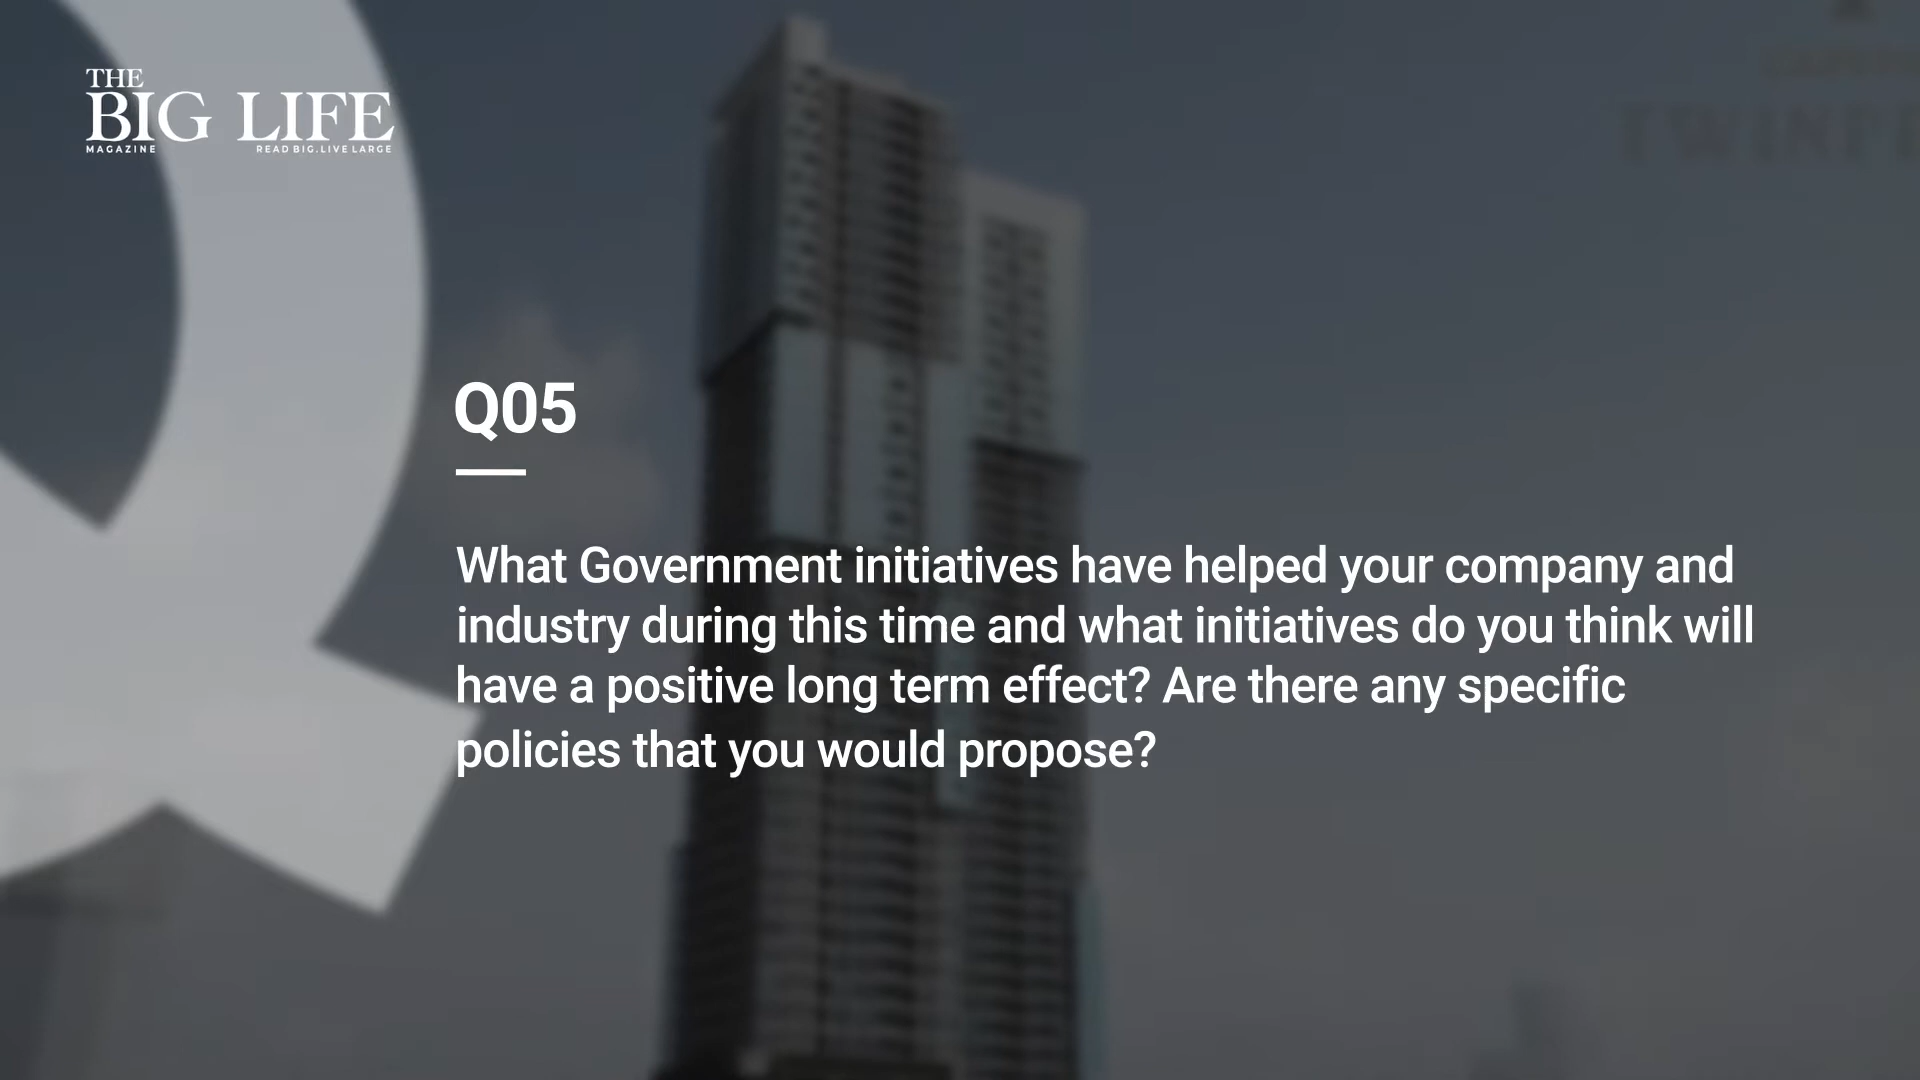 THE
BIG LIFE
MAGAZINE
READ BIG. LIVE LARGE
Q05
What Government initiatives have helped your company and
industry during this time and what initiatives do you think will
have a positive long term effect? Are there any specific
policies that you would propose?